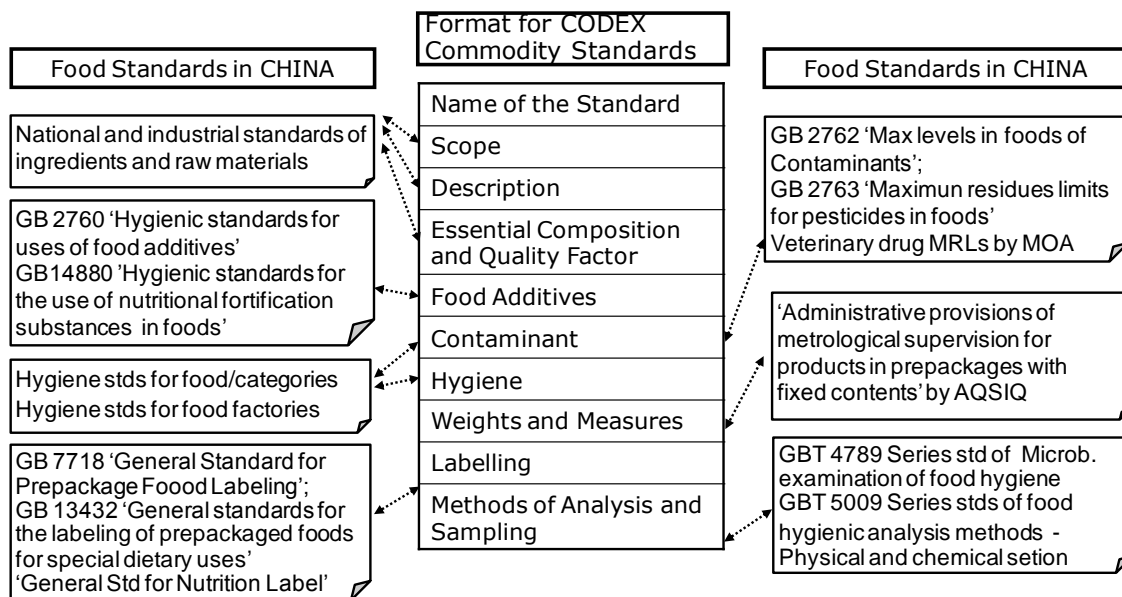 Format for CODEX
Commodity Standards
Food Standards in CHINA
National and industrial standards of
ingredients and raw materials
GB 2760 ‘Hygienic standards for
uses of food additives’
GB14880 ’Hygienic standards for
the use of nutritional fortification
substances in foods’
Hygiene stds for food/categories
Hygiene stds for food factories
GB 7718 ‘General Standard for
Prepackage Foood Labeling’;
GB 13432 ‘General standards for
the labeling of prepackaged foods
for special dietary uses’
‘General Std for Nutrition Label’
Name of the Standard
Scope
Description
Essential Composition
and Quality Factor
Food Additives
Contaminant
Hygiene
Weights and Measures
Labelling
Methods of Analysis and
Sampling
Food Standards in CHINA
GB 2762 ‘Max levels in foods of
Contaminants’;
GB 2763 ‘Maximun residues limits
for pesticides in foods’
Veterinary drug MRLs by MOA
‘Administrative provisions of
metrological supervision for
products in prepackages with
fixed contents’ by AQSIQ
GBT 4789 Series std of Microb.
examination of food hygiene
GBT 5009 Series stds of food
hygienic analysis methods -
Physical and chemical setion